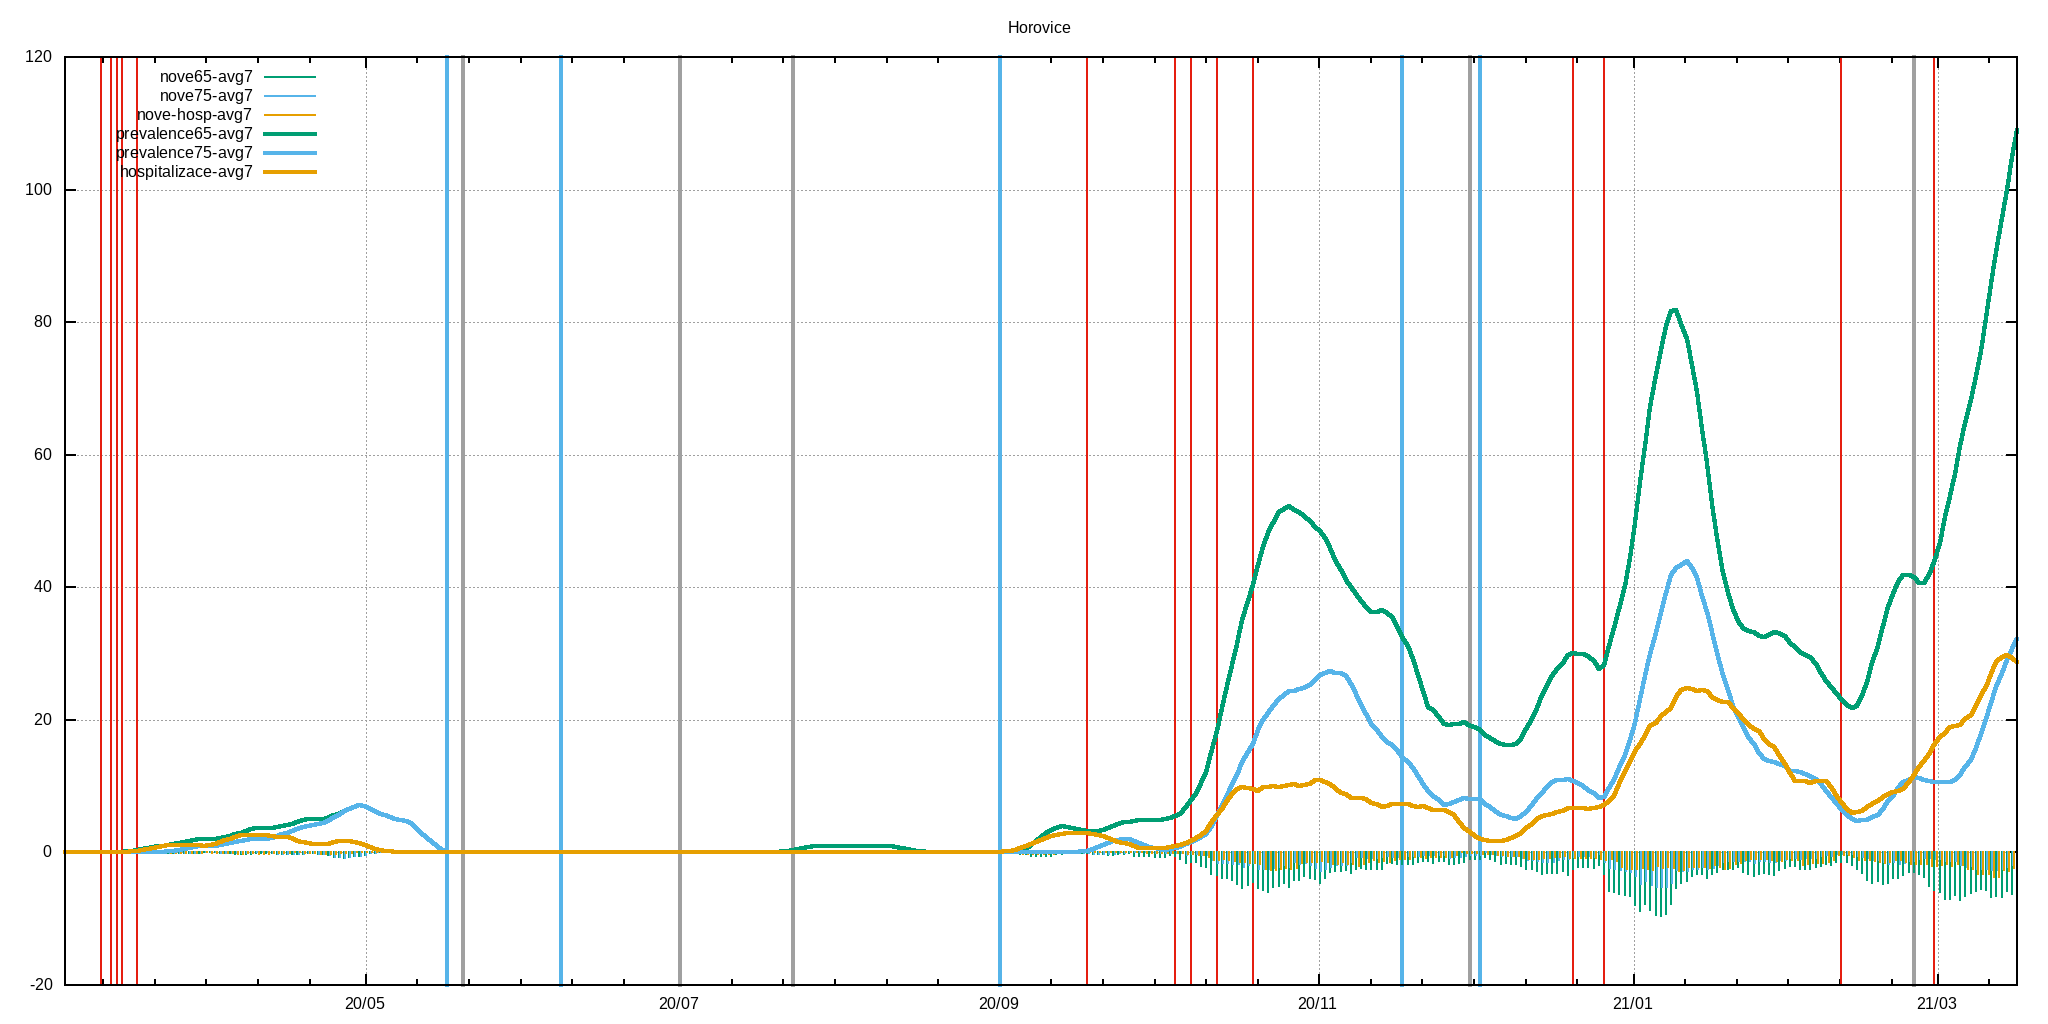 Horovice
120
100
80
60
40
20
0
-20
nove65-avg7
nove75-avg7
nove-hosp-avg7
prevalence65-avg7
prevalence75-avg7
hospitalizace-avg7
20/05
20/07
20/09
20/11
21/01
21/03